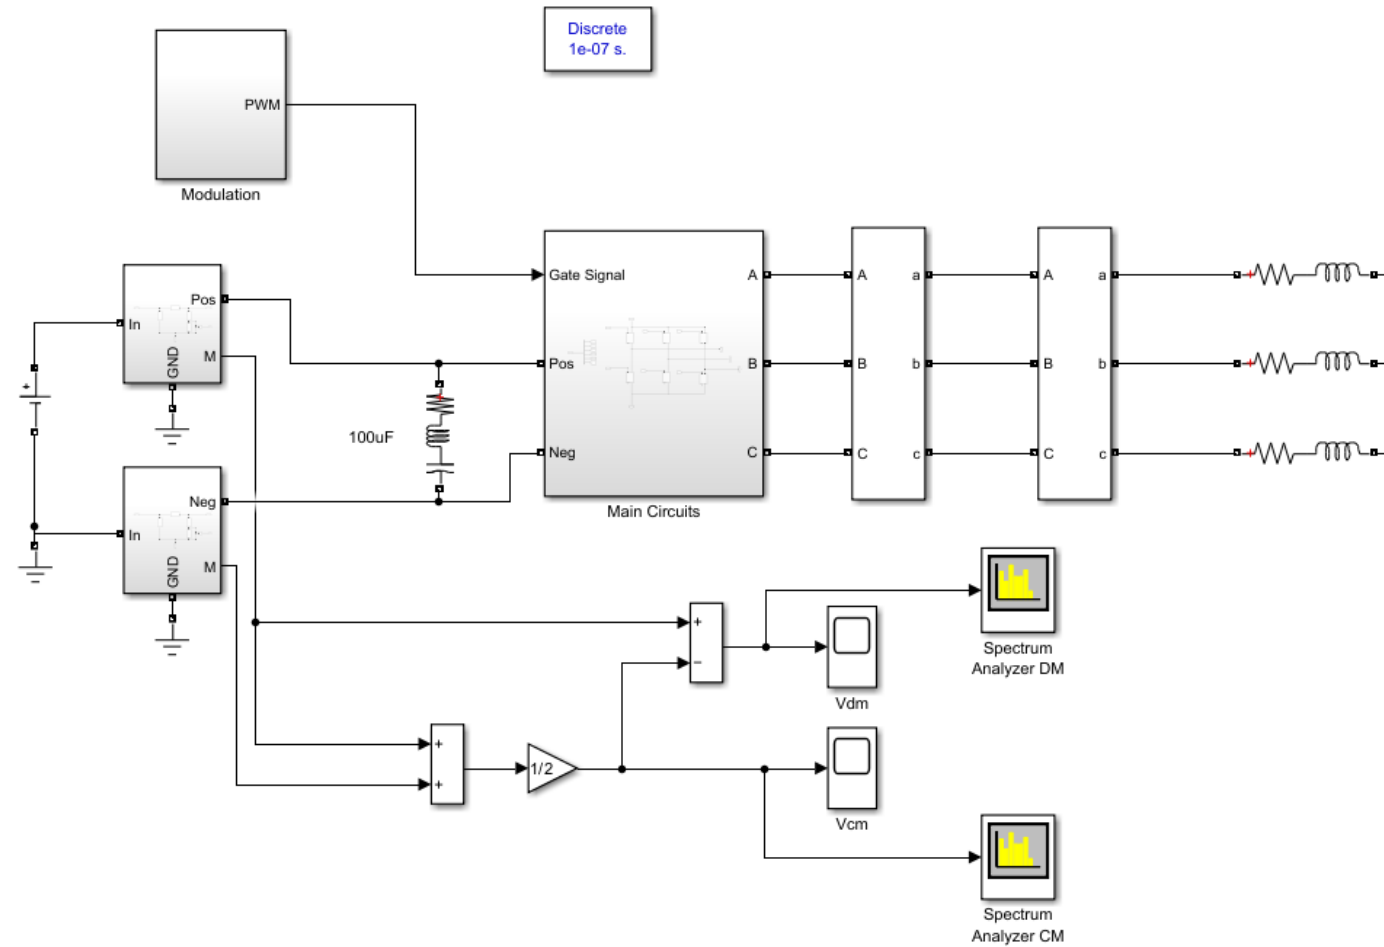 Discrete
1e-07 s.
PWM
Modulation
In
Pos
M
GND
+
In
Neg
M
GND
100uF
Gate Signal
Pos
Neg
A
B
C
Main Circuits
A
B
C
a
b
c
A
B
C
a
b
c
+
+
+
+
+
+
−
+
+
1/2
Vdm
Vcm
Spectrum
Analyzer DM
Spectrum
Analyzer CM